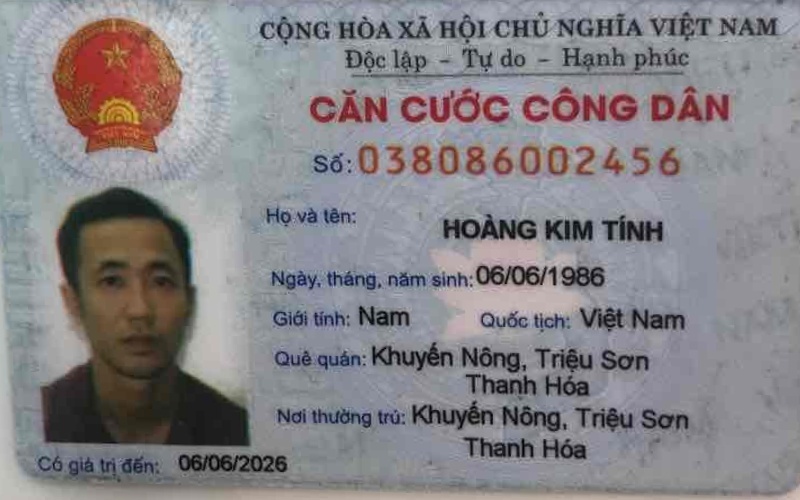 CỘNG HÒA XÃ HỘI CHỦ NGHĨA VIỆT NAM
Độc lập - Tự do - Hạnh phúc
CĂN CƯỚC CÔNG DÂN
Số: 038086002456
Họ và tên: HOÀNG KIM TÍNH
Ngày, tháng, năm sinh: 06/06/1986
Giới tính: Nam Quốc tịch: Việt Nam
Quê quán: Khuyến Nông, Triệu Sơn
Thanh Hóa
Nơi thường trú: Khuyến Nông, Triệu Sơn
Thanh Hóa
Có giá trị đến: 06/06/2026